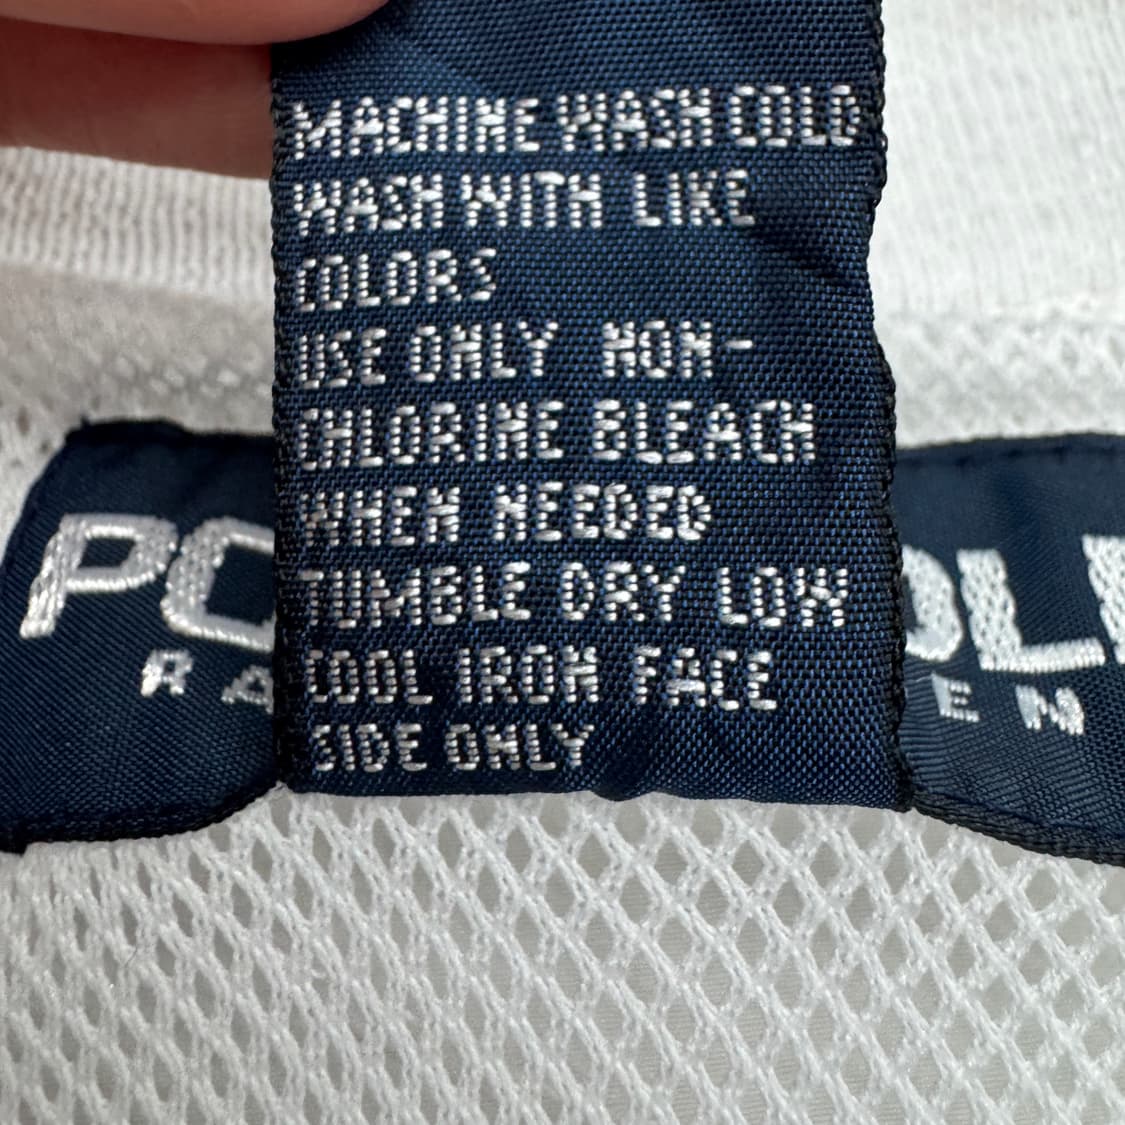 MACHINE WASH COLD
WASH WITH LIKE
COLORS
USE ONLY NON-
CHLORINE BLEACH
WHEN NEEDED
TUMBLE DRY LOW
COOL IRON FACE
SIDE ONLY